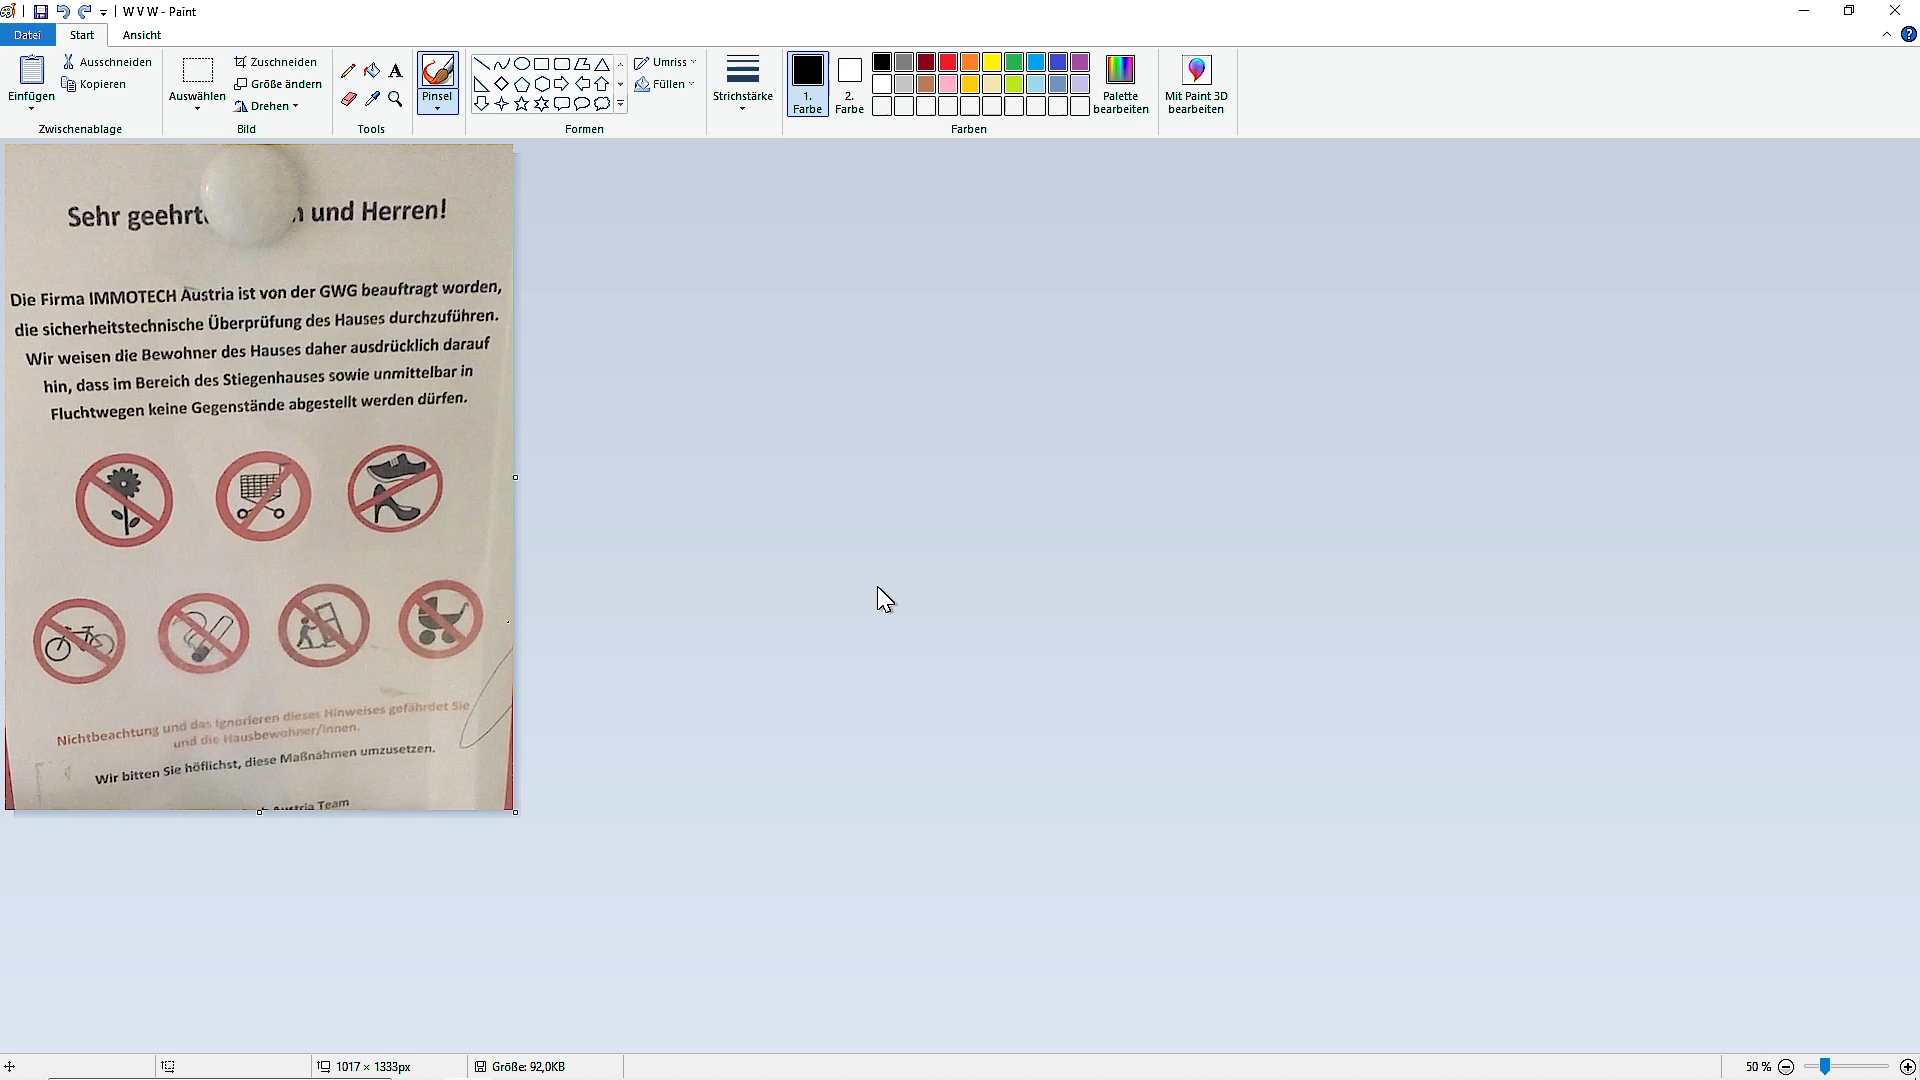 W V W - Paint
Datei Start Ansicht
Einfügen
Ausschneiden
Kopieren
Zwischenablage
Auswählen
Zuschneiden
Größe ändern
Drehen
Bild
A
Tools
Pinsel
Formen
Umriss
Füllen
Strichstärke
1.
Farbe
2.
Farbe
Farben
Palette
bearbeiten
Mit Paint 3D
bearbeiten
Sehr und Herren!
Die Firma IMMOTECH Austria ist von der GWG beauftragt worden,
die sicherheitstechnische Überprüfung des Hauses durchzuführen.
Wir weisen die Bewohner des Hauses daher ausdrücklich darauf
hin, dass im Bereich des Stiegenhauses sowie unmittelbar in
Fluchtwegen keine Gegenstände abgestellt werden dürfen.
Nichtbeachtung und das Ignorieren dieses Hinweises gefährdet Sie
und die Hausbewohner/innen.
Wir bitten Sie höflichst, diese Maßnahmen umzusetzen.
Austria Team
1017 × 1333px
Größe: 92,0KB
50 %